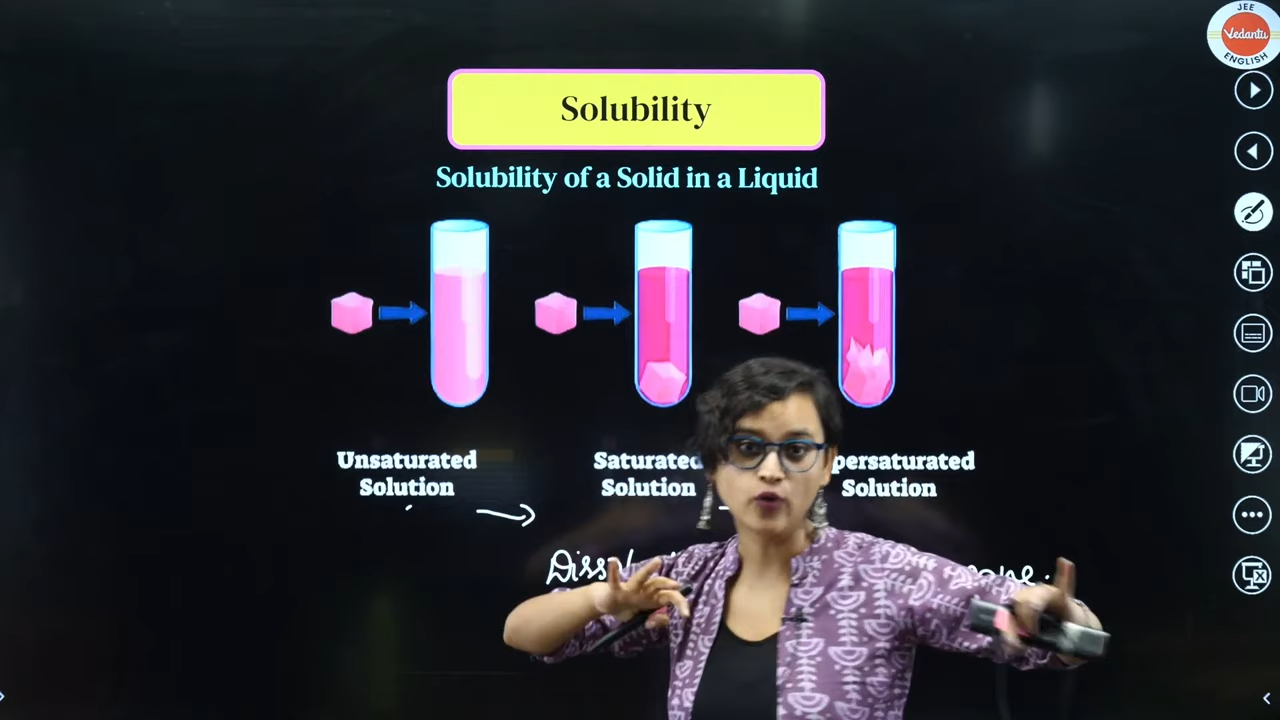 JEE
Vedantu
ENGLISH
Solubility
Solubility of a Solid in a Liquid
Unsaturated
Solution
Saturated
Solution
persaturated
Solution